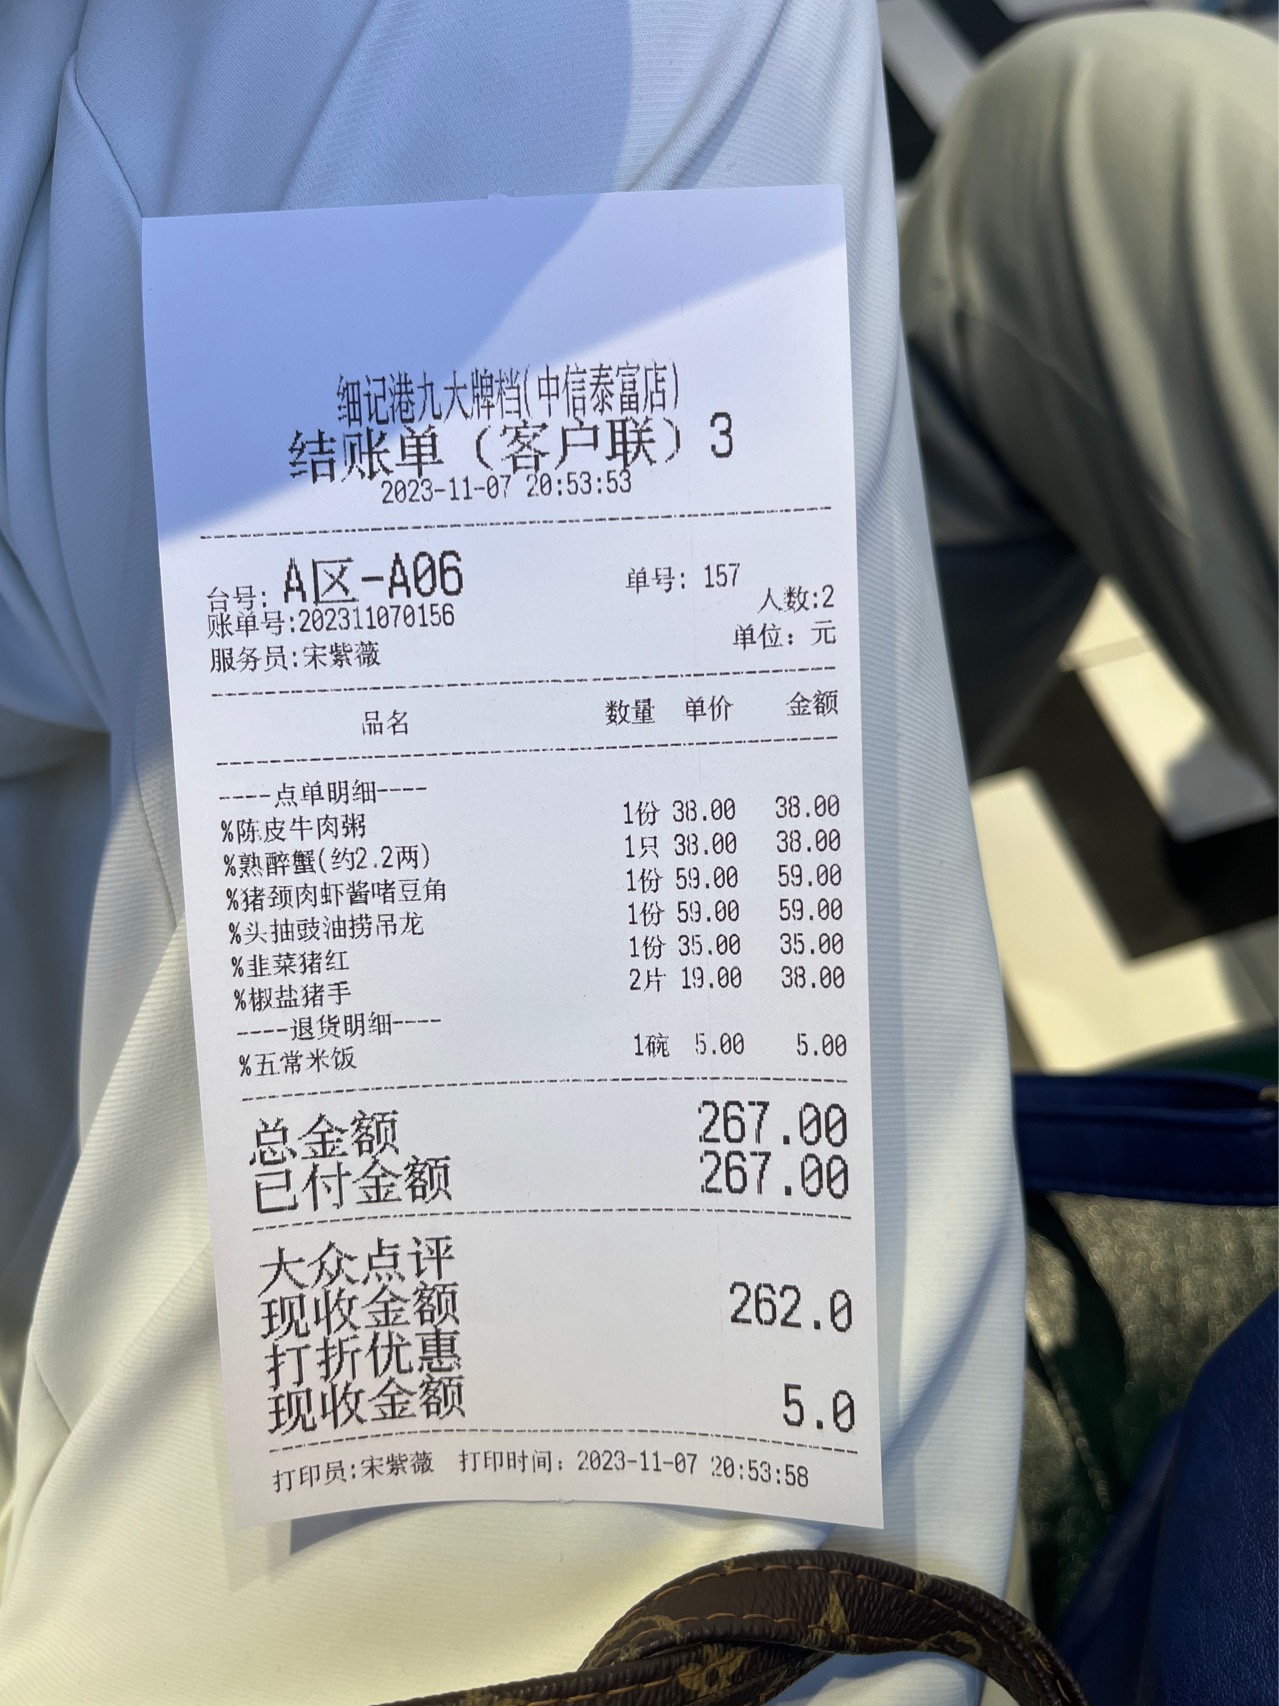 细记港九大牌档(中信泰富店)
结账单（客户联）3
2023-11-07 20:53:53
台号: A区-A06 单号: 157
账单号:202311070156 人数:2
服务员:宋紫薇 单位: 元
品名 数量 单价 金额
----点单明细----
%陈皮牛肉粥 1份 38.00 38.00
%熟醉蟹(约2.2两) 1只 38.00 38.00
%猪颈肉虾酱啫豆角 1份 59.00 59.00
%头抽豉油捞吊龙 1份 59.00 59.00
%韭菜猪红 1份 35.00 35.00
%椒盐猪手 2片 19.00 38.00
----退货明细----
%五常米饭 1碗 5.00 5.00
总金额 267.00
已付金额 267.00
大众点评
现收金额 262.0
打折优惠
现收金额 5.0
打印员:宋紫薇 打印时间: 2023-11-07 20:53:58